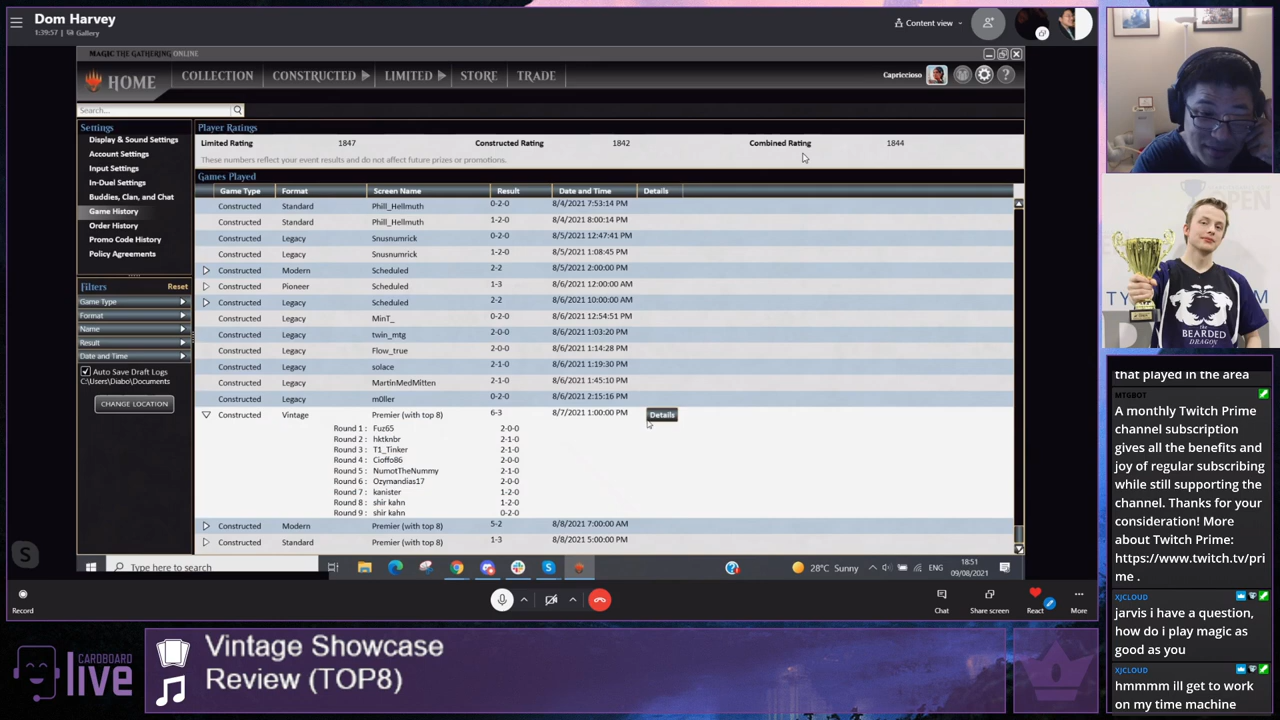 Dom Harvey
1:39:57 | Gallery
Content view
MAGIC THE GATHERING ONLINE
HOME COLLECTION CONSTRUCTED LIMITED STORE TRADE
Capriccioso
Search...
Settings
Display & Sound Settings
Account Settings
Input Settings
In-Duel Settings
Buddies, Clan, and Chat
Game History
Order History
Promo Code History
Policy Agreements
Filters Reset
Game Type
Format
Name
Result
Date and Time
Auto Save Draft Logs
C:\Users\Diabo\Documents
CHANGE LOCATION
Player Ratings
Limited Rating 1847 Constructed Rating 1842 Combined Rating 1844
These numbers reflect your event results and do not affect future prizes or promotions.
Games Played
Game Type Format Screen Name Result Date and Time Details
Constructed Standard Phill_Hellmuth 0-2-0 8/4/2021 7:53:14 PM
Constructed Standard Phill_Hellmuth 1-2-0 8/4/2021 8:00:14 PM
Constructed Legacy Snusnumrick 0-2-0 8/5/2021 12:47:41 PM
Constructed Legacy Snusnumrick 1-2-0 8/5/2021 1:08:45 PM
Constructed Modern Scheduled 2-2 8/5/2021 2:00:00 PM
Constructed Pioneer Scheduled 1-3 8/6/2021 12:00:00 AM
Constructed Legacy Scheduled 2-2 8/6/2021 10:00:00 AM
Constructed Legacy MinT_ 0-2-0 8/6/2021 12:54:51 PM
Constructed Legacy twin_mtg 2-0-0 8/6/2021 1:03:20 PM
Constructed Legacy Flow_true 2-0-0 8/6/2021 1:14:28 PM
Constructed Legacy solace 2-1-0 8/6/2021 1:19:30 PM
Constructed Legacy MartinMedMitten 2-1-0 8/6/2021 1:45:10 PM
Constructed Legacy m0ller 2-0-0 8/6/2021 2:15:16 PM
Constructed Vintage Premier (with top 8) 6-3 8/7/2021 1:00:00 PM Details
Round 1 : Fuz65 2-0-0
Round 2 : hktknbr 2-1-0
Round 3 : T1_Tinker 2-1-0
Round 4 : Cioffo86 2-0-0
Round 5 : NumotTheNummy 2-1-0
Round 6 : Ozymandias17 2-0-0
Round 7 : kanister 1-2-0
Round 8 : shir kahn 1-2-0
Round 9 : shir kahn 0-2-0
Constructed Modern Premier (with top 8) 5-2 8/8/2021 7:00:00 AM
Constructed Standard Premier (with top 8) 1-3 8/8/2021 5:00:00 PM
Type here to search
28°C Sunny
ENG
18:51
09/08/2021
Record
Chat
Share screen
React
More
CARDBOARD
live
Vintage Showcase
Review (TOP8)
BEARDED
DRAGON
that played in the area
MTGBOT
A monthly Twitch Prime
channel subscription
gives all the benefits and
joy of regular subscribing
while still supporting the
channel. Thanks for your
consideration! More
about Twitch Prime:
https://www.twitch.tv/pri
me .
XJCLOUD
jarvis i have a question,
how do i play magic as
good as you
XJCLOUD
hmmmm ill get to work
on my time machine